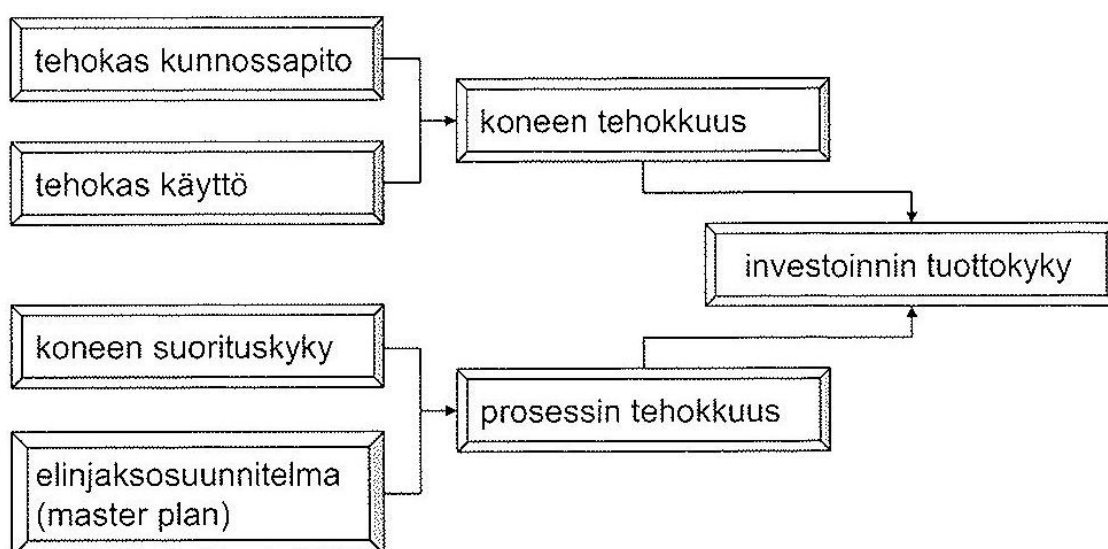 tehokas kunnossapito
koneen tehokkuus
tehokas käyttö
investoinnin tuottokyky
koneen suorituskyky
prosessin tehokkuus
elinjaksosuunnitelma
(master plan)